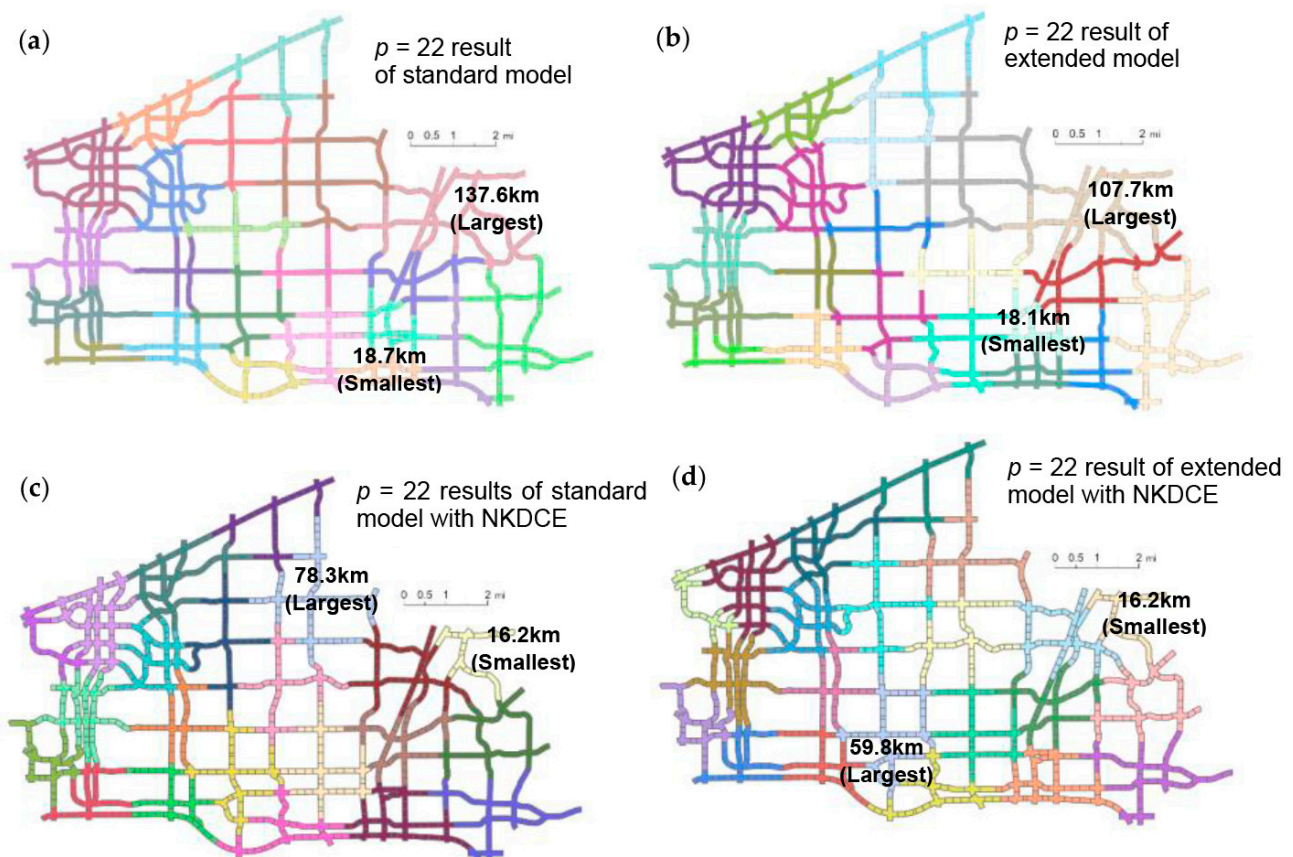 (a)
p = 22 result
of standard model
0 0.5 1 2 mi
137.6km
(Largest)
18.7km
(Smallest)
(b)
p = 22 result of
extended model
0 0.5 1 2 mi
107.7km
(Largest)
18.1km
(Smallest)
(c)
p = 22 results of standard
model with NKDCE
78.3km
(Largest)
0 0.5 1 2 mi
16.2km
(Smallest)
(d)
p = 22 result of extended
model with NKDCE
0 0.5 1 2 mi
16.2km
(Smallest)
59.8km
(Largest)